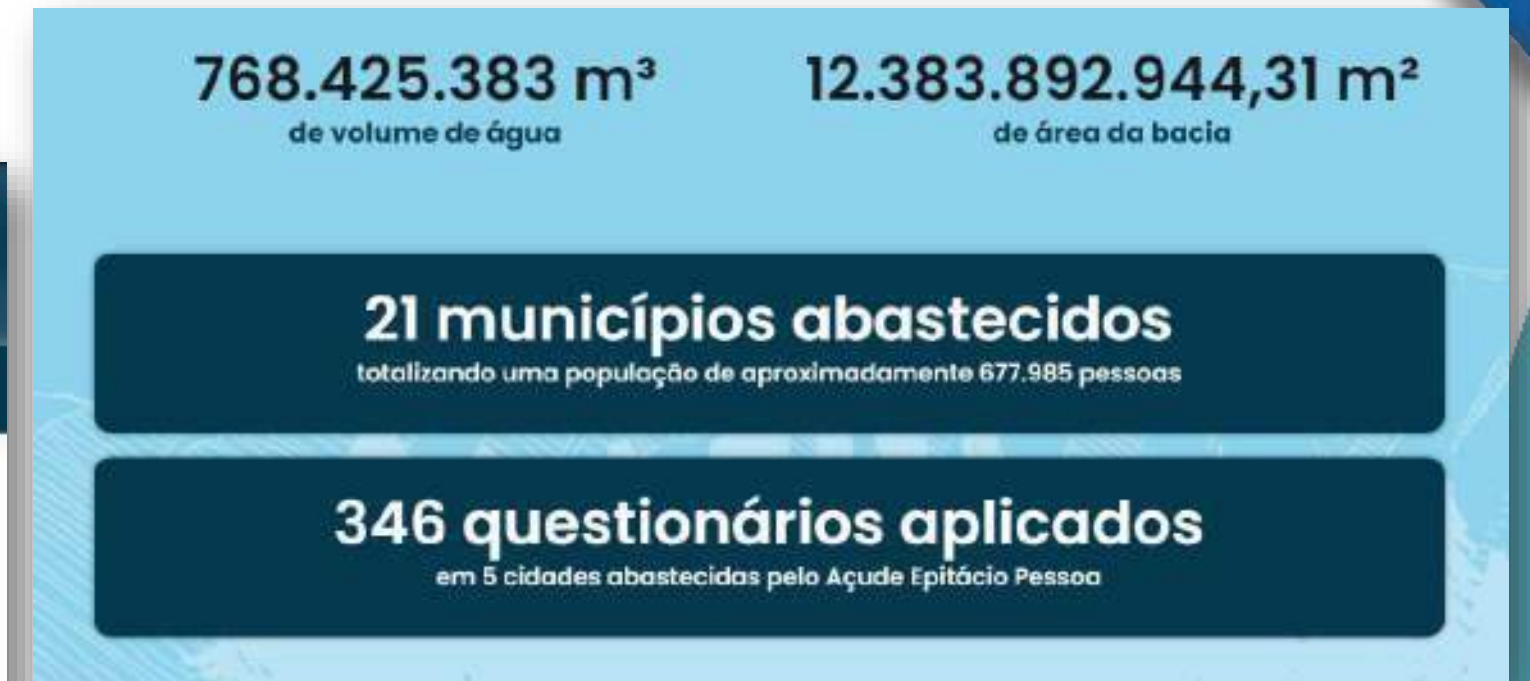 768.425.383 m³
de volume de água
12.383.892.944,31 m²
de área da bacia
21 municípios abastecidos
totalizando uma população de aproximadamente 677.985 pessoas
346 questionários aplicados
em 5 cidades abastecidas pelo Açude Epitácio Pessoa